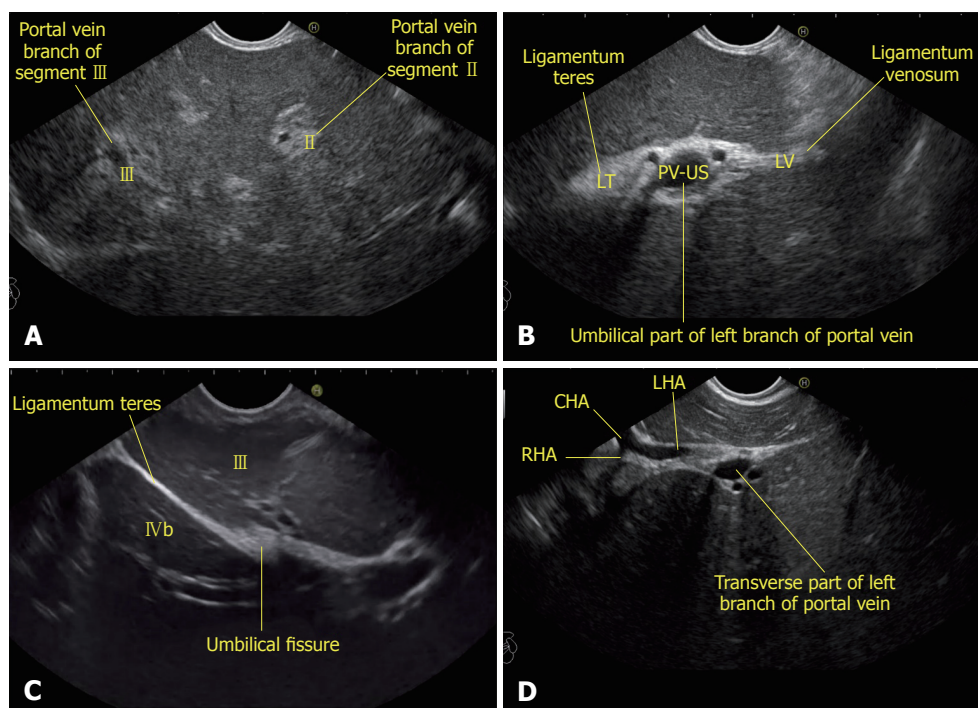 Portal vein
branch of
segment Ⅲ
Portal vein
branch of
segment Ⅱ
Ⅲ
Ⅱ
A
Ligamentum
teres
Ligamentum
venosum
LT
PV-US
LV
Umbilical part of left branch of portal vein
B
Ligamentum teres
Ⅲ
Ⅳb
Umbilical fissure
C
LHA
CHA
RHA
Transverse part of left
branch of portal vein
D
H
H
H
H